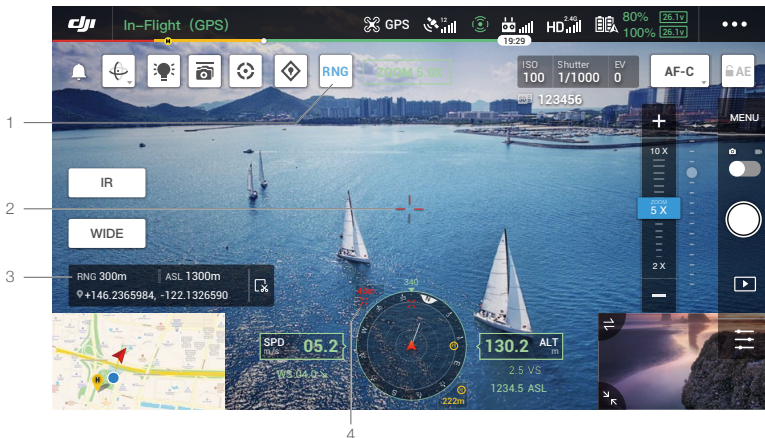 dji In-Flight (GPS) GPS 12 HD 2.4G A 80% 26.1v
100% 26.1v
H 19:29
RNG ZOOM 5.0X ISO 100 Shutter 1/1000 EV 0 AF-C AE
123456
1
MENU
10 X
IR
2
ZOOM
5 X
WIDE
2 X
3
RNG 300m ASL 1300m
+146.2365984, -122.1326590
340
N
SPD m/s 05.2 130.2 ALT m
WS 04.0 2.5 VS
1234.5 ASL
H
222m
4